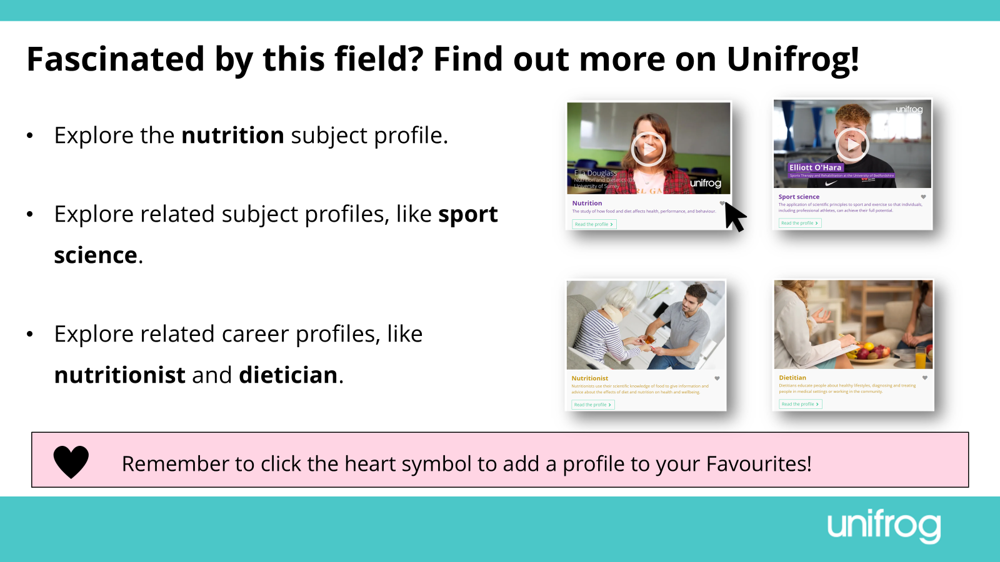 Fascinated by this field? Find out more on Unifrog!
• Explore the nutrition subject profile.
• Explore related subject profiles, like sport
science.
• Explore related career profiles, like
nutritionist and dietician.
Ella Douglass
Nutrition and Dietetics
University of Surrey
unifrog
Nutrition
The study of how food and diet affects health, performance, and behaviour.
Read the profile
unifrog
Elliott O'Hara
Sports Therapy and Rehabilitation at the University of Bedfordshire
Sport science
The application of scientific principles to sport and exercise so that individuals,
including professional athletes, can achieve their full potential.
Read the profile
Nutritionist
Nutritionists use their scientific knowledge of food to give information and
advice about the effects of diet and nutrition on health and wellbeing.
Read the profile
Dietitian
Dietitians educate people about healthy lifestyles, diagnosing and treating
people in medical settings or working in the community.
Read the profile
Remember to click the heart symbol to add a profile to your Favourites!
unifrog